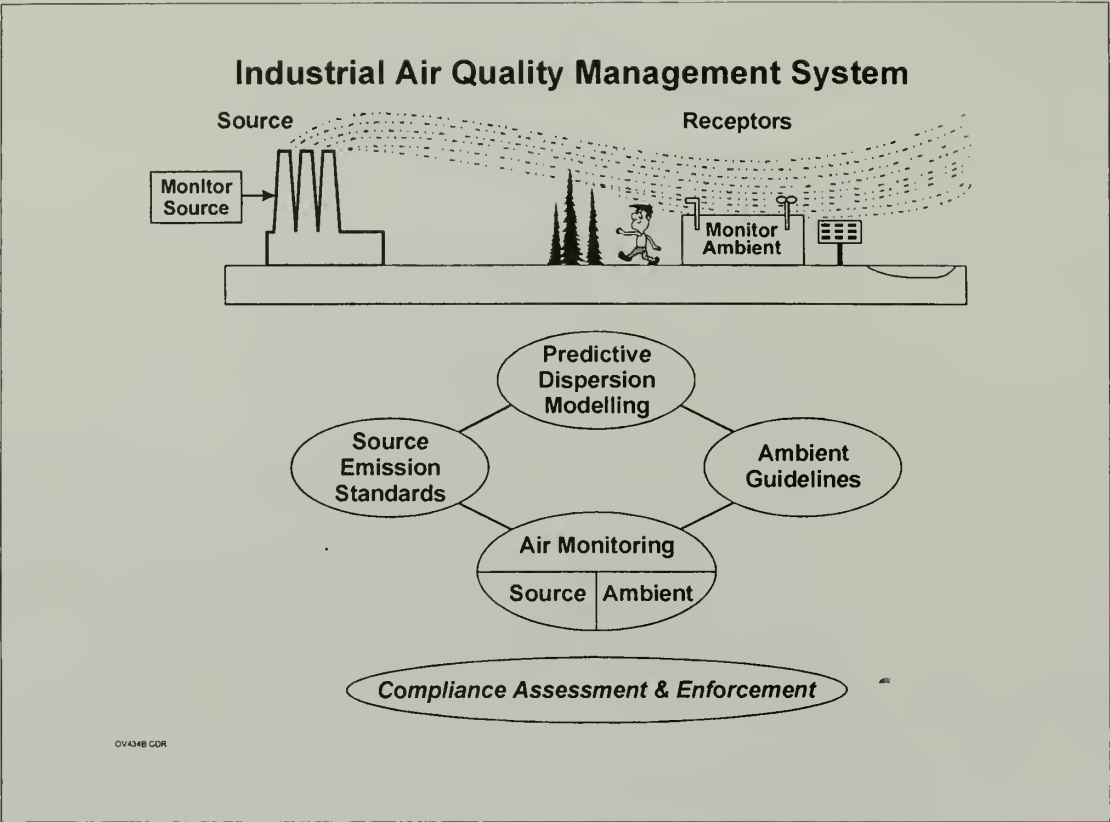 Industrial Air Quality Management System
Source
Receptors
Monitor
Source
Monitor
Ambient
Predictive
Dispersion
Modelling
Source
Emission
Standards
Ambient
Guidelines
Air Monitoring
Source
Ambient
Compliance Assessment & Enforcement
OV434B CDR